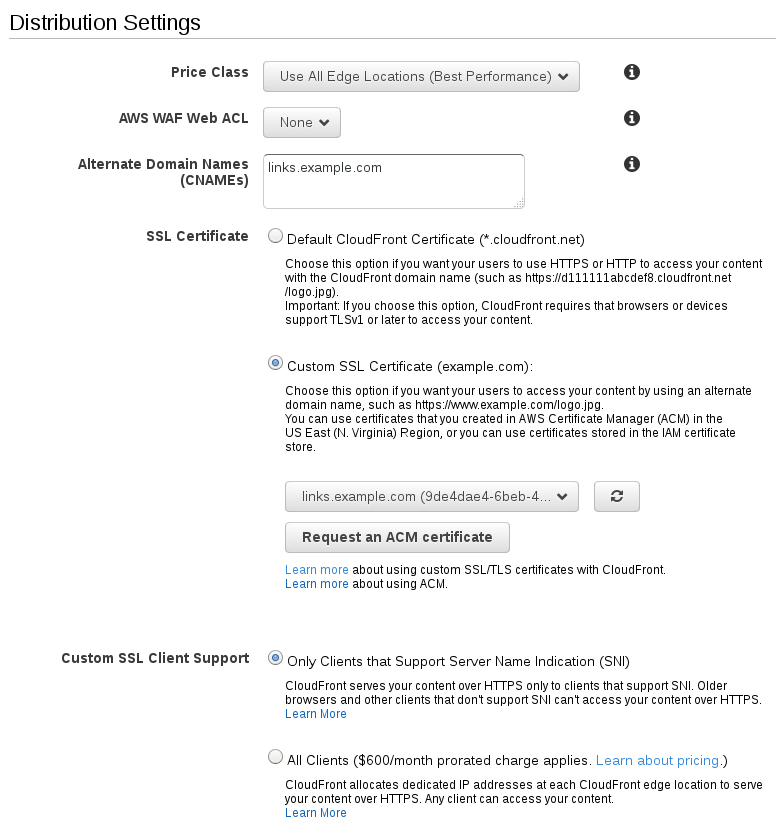 Distribution Settings
Price Class
Use All Edge Locations (Best Performance)
AWS WAF Web ACL
None
Alternate Domain Names
(CNAMEs)
links.example.com
SSL Certificate
Default CloudFront Certificate (*.cloudfront.net)
Choose this option if you want your users to use HTTPS or HTTP to access your content
with the CloudFront domain name (such as https://d111111abcdef8.cloudfront.net
/logo.jpg).
Important: If you choose this option, CloudFront requires that browsers or devices
support TLSv1 or later to access your content.
Custom SSL Certificate (example.com):
Choose this option if you want your users to access your content by using an alternate
domain name, such as https://www.example.com/logo.jpg.
You can use certificates that you created in AWS Certificate Manager (ACM) in the
US East (N. Virginia) Region, or you can use certificates stored in the IAM certificate
store.
links.example.com (9de4dae4-6beb-4...
Request an ACM certificate
Learn more about using custom SSL/TLS certificates with CloudFront.
Learn more about using ACM.
Custom SSL Client Support
Only Clients that Support Server Name Indication (SNI)
CloudFront serves your content over HTTPS only to clients that support SNI. Older
browsers and other clients that don't support SNI can't access your content over HTTPS.
Learn More
All Clients ($600/month prorated charge applies. Learn about pricing.)
CloudFront allocates dedicated IP addresses at each CloudFront edge location to serve
your content over HTTPS. Any client can access your content.
Learn More